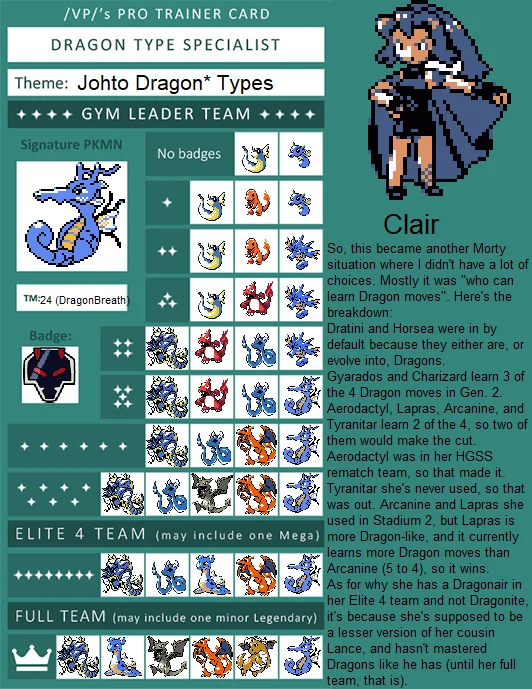 /VP/'s PRO TRAINER CARD
DRAGON TYPE SPECIALIST
Theme: Johto Dragon* Types
GYM LEADER TEAM
Signature PKMN
No badges
TM:24 (DragonBreath)
Badge:
ELITE 4 TEAM (may include one Mega)
FULL TEAM (may include one minor Legendary)
Clair
So, this became another Morty
situation where I didn't have a lot of
choices. Mostly it was "who can
learn Dragon moves". Here's the
breakdown:
Dratini and Horsea were in by
default because they either are, or
evolve into, Dragons.
Gyarados and Charizard learn 3 of
the 4 Dragon moves in Gen. 2.
Aerodactyl, Lapras, Arcanine, and
Tyranitar learn 2 of the 4, so two of
them would make the cut.
Aerodactyl was in her HGSS
rematch team, so that made it.
Tyranitar she's never used, so that
was out. Arcanine and Lapras she
used in Stadium 2, but Lapras is
more Dragon-like, and it currently
learns more Dragon moves than
Arcanine (5 to 4), so it wins.
As for why she has a Dragonair in
her Elite 4 team and not Dragonite,
it's because she's supposed to be
a lesser version of her cousin
Lance, and hasn't mastered
Dragons like he has (until her full
team, that is).